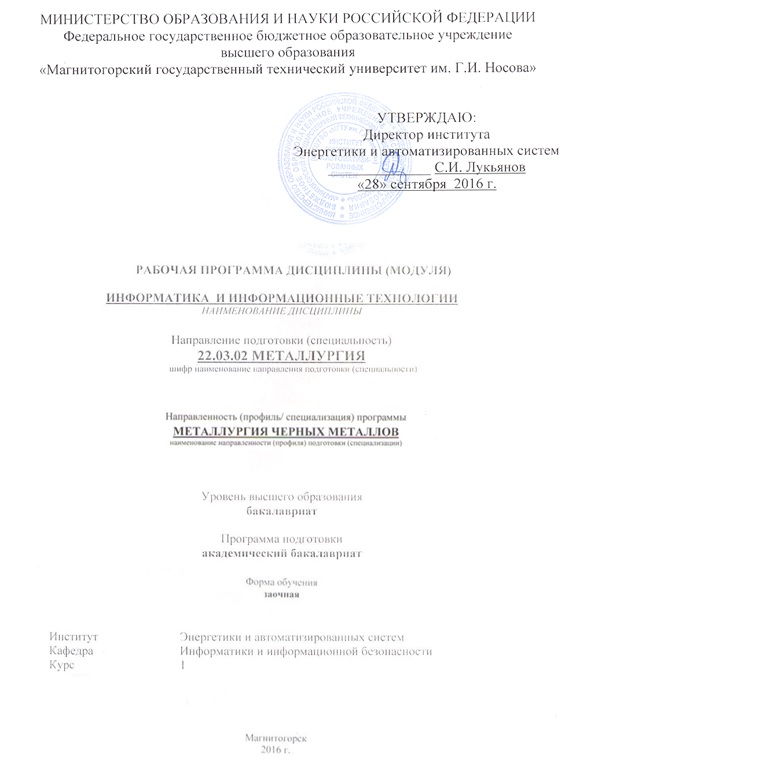 МИНИСТЕРСТВО ОБРАЗОВАНИЯ И НАУКИ РОССИЙСКОЙ ФЕДЕРАЦИИ
Федеральное государственное бюджетное образовательное учреждение
высшего образования
«Магнитогорский государственный технический университет им. Г.И. Носова»
УТВЕРЖДАЮ:
Директор института
Энергетики и автоматизированных систем
С.И. Лукьянов
«28» сентября 2016 г.
РАБОЧАЯ ПРОГРАММА ДИСЦИПЛИНЫ (МОДУЛЯ)
ИНФОРМАТИКА И ИНФОРМАЦИОННЫЕ ТЕХНОЛОГИИ
НАИМЕНОВАНИЕ ДИСЦИПЛИНЫ
Направление подготовки (специальность)
22.03.02 МЕТАЛЛУРГИЯ
шифр наименование направления подготовки (специальности)
Направленность (профиль/ специализация) программы
МЕТАЛЛУРГИЯ ЧЕРНЫХ МЕТАЛЛОВ
наименование направленности (профиля) подготовки (специализации)
Уровень высшего образования
бакалавриат
Программа подготовки
академический бакалавриат
Форма обучения
заочная
Институт Энергетики и автоматизированных систем
Кафедра Информатики и информационной безопасности
Курс 1
Магнитогорск
2016 г.